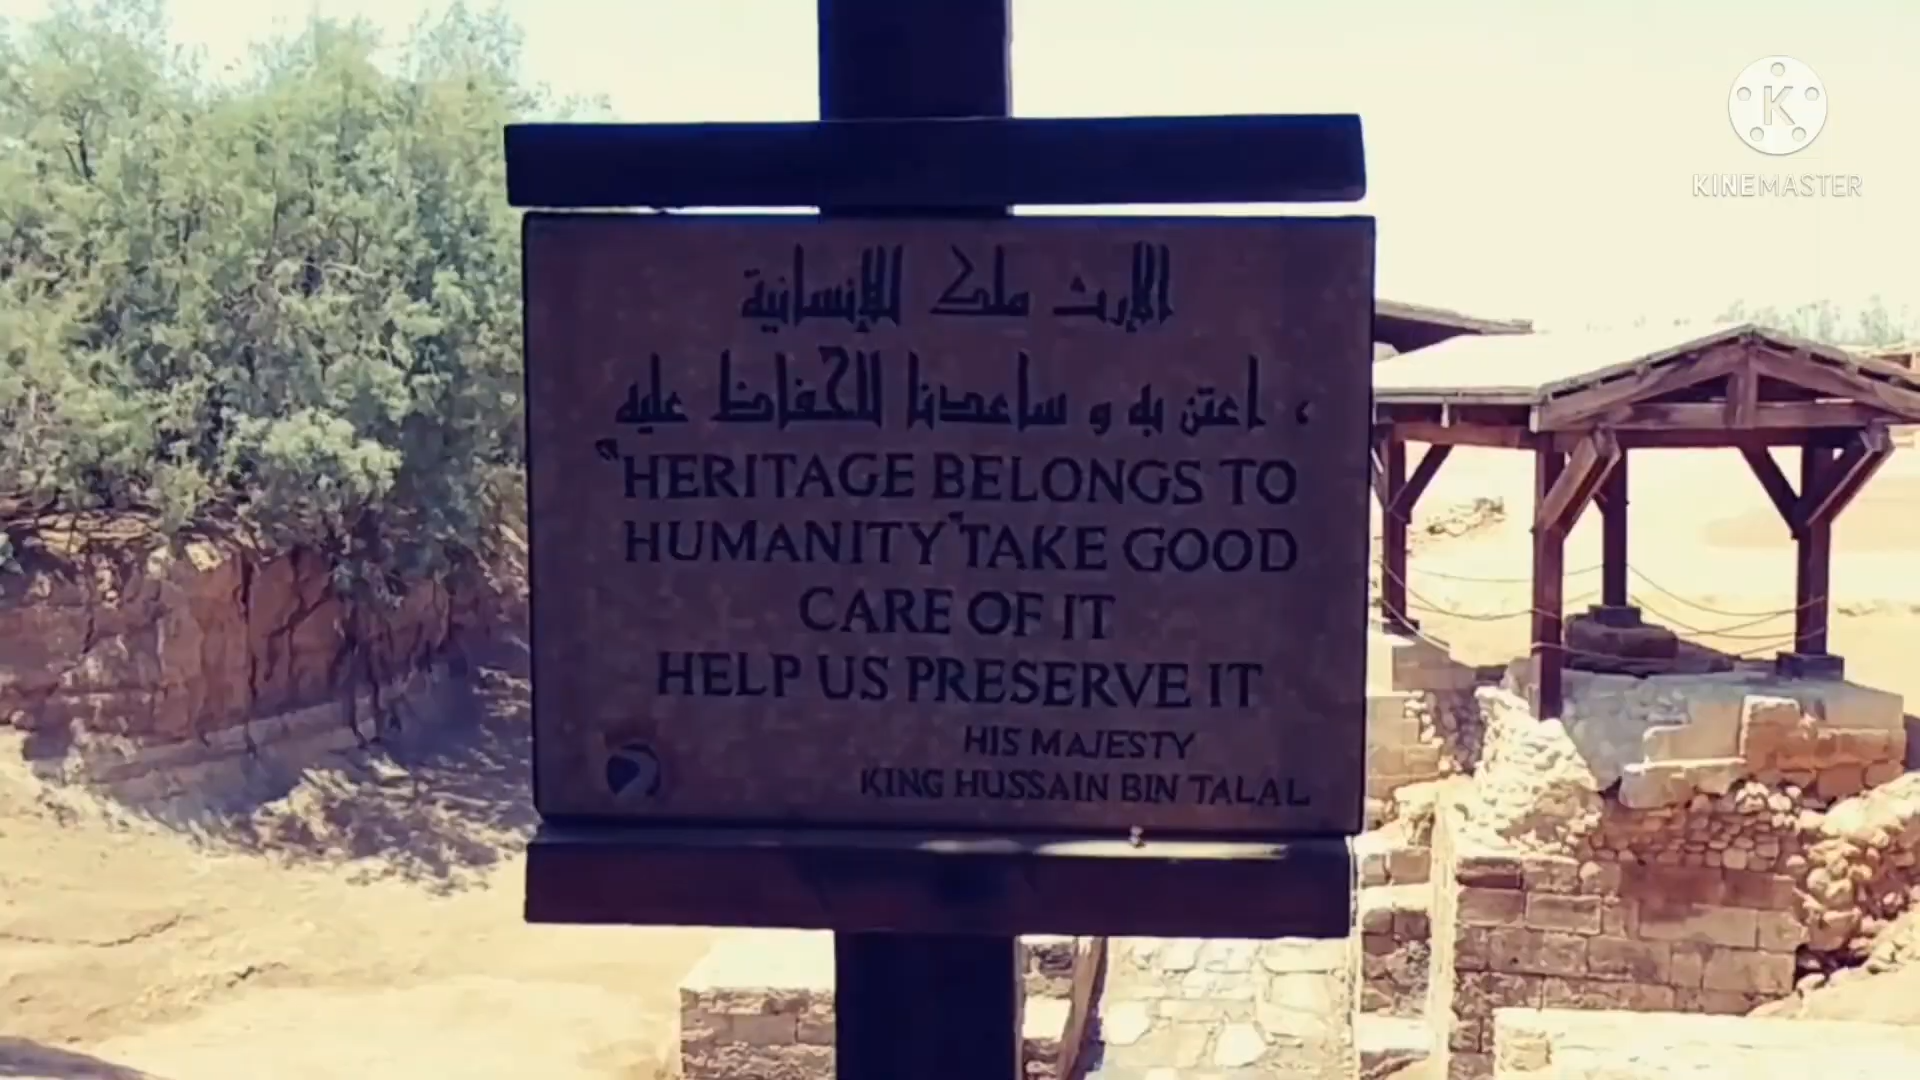 الإرث ملك للإنسانية
، اعتن به و ساعدنا للحفاظ عليه
"HERITAGE BELONGS TO
HUMANITY" TAKE GOOD
CARE OF IT
HELP US PRESERVE IT
HIS MAJESTY
KING HUSSAIN BIN TALAL
K
KINEMASTER